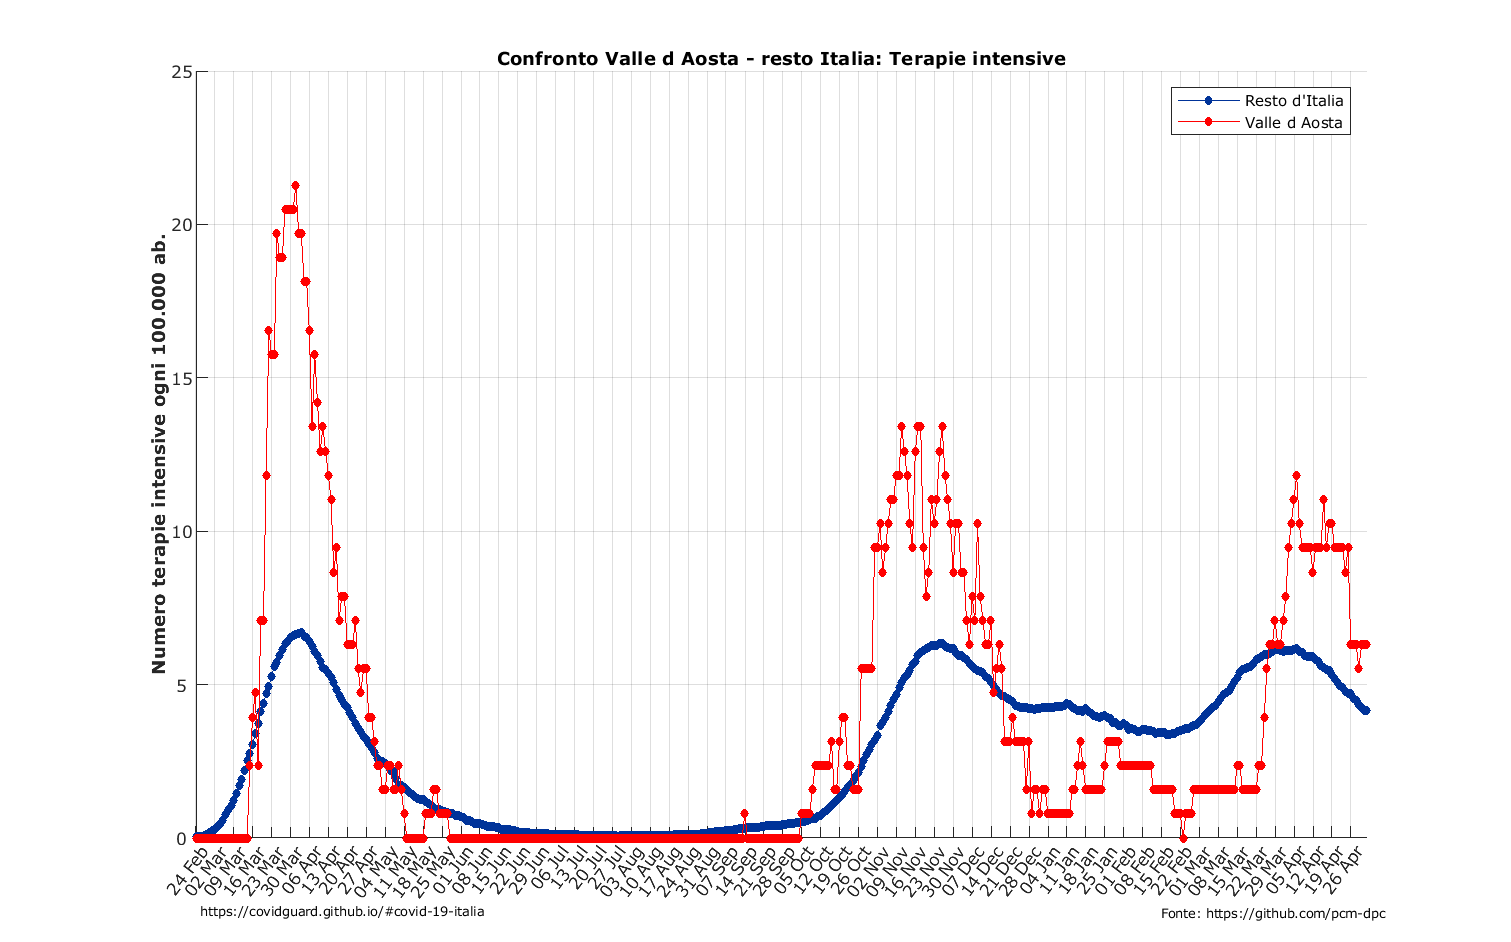 Confronto Valle d Aosta - resto Italia: Terapie intensive
Resto d'Italia
Valle d Aosta
Numero terapie intensive ogni 100.000 ab.
25
20
15
10
5
0
24 Feb
02 Mar
09 Mar
16 Mar
23 Mar
30 Mar
06 Apr
13 Apr
20 Apr
27 Apr
04 May
11 May
18 May
25 May
01 Jun
08 Jun
15 Jun
22 Jun
29 Jun
06 Jul
13 Jul
20 Jul
27 Jul
03 Aug
10 Aug
17 Aug
24 Aug
31 Aug
07 Sep
14 Sep
21 Sep
28 Sep
05 Oct
12 Oct
19 Oct
26 Oct
02 Nov
09 Nov
16 Nov
23 Nov
30 Nov
07 Dec
14 Dec
21 Dec
28 Dec
04 Jan
11 Jan
18 Jan
25 Jan
01 Feb
08 Feb
15 Feb
22 Feb
01 Mar
08 Mar
15 Mar
22 Mar
29 Mar
05 Apr
12 Apr
19 Apr
26 Apr
https://covidguard.github.io/#covid-19-italia
Fonte: https://github.com/pcm-dpc